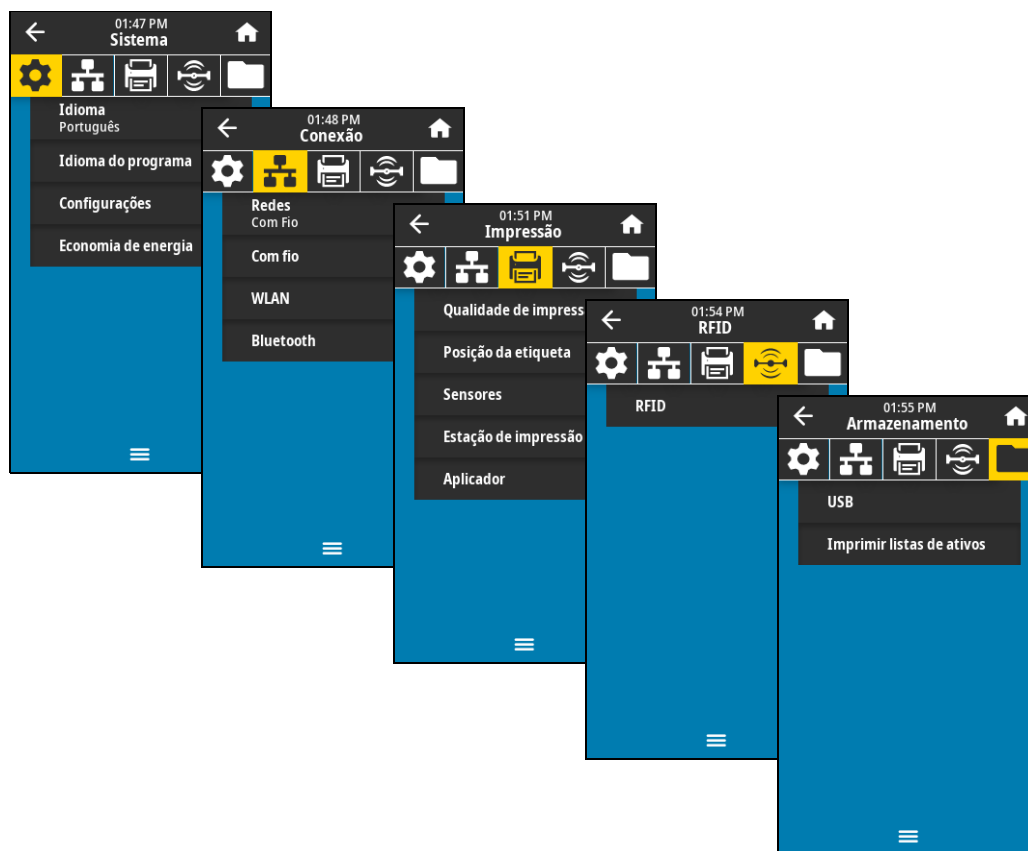 01:47 PM
Sistema
Idioma
Português
Idioma do programa
Configurações
Economia de energia
01:48 PM
Conexão
Redes
Com Fio
Com fio
WLAN
Bluetooth
01:51 PM
Impressão
Qualidade de impress
Posição da etiqueta
Sensores
Estação de impressão
Aplicador
01:54 PM
RFID
RFID
01:55 PM
Armazenamento
USB
Imprimir listas de ativos